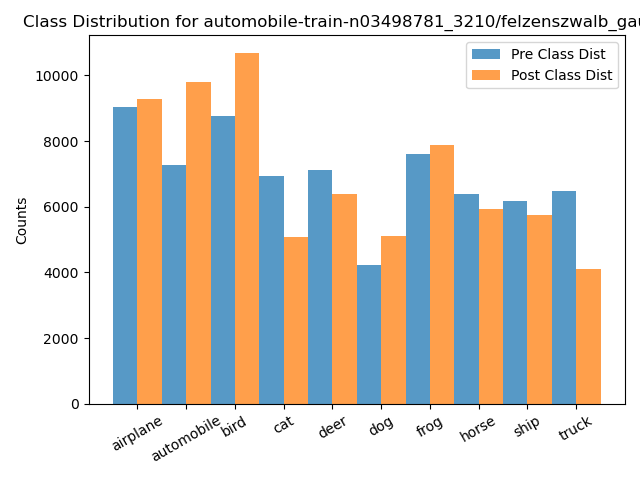 Class Distribution for automobile-train-n03498781_3210/felzenszwalb_gau
Pre Class Dist
Post Class Dist
Counts
10000
8000
6000
4000
2000
0
airplane
automobile
bird
cat
deer
dog
frog
horse
ship
truck